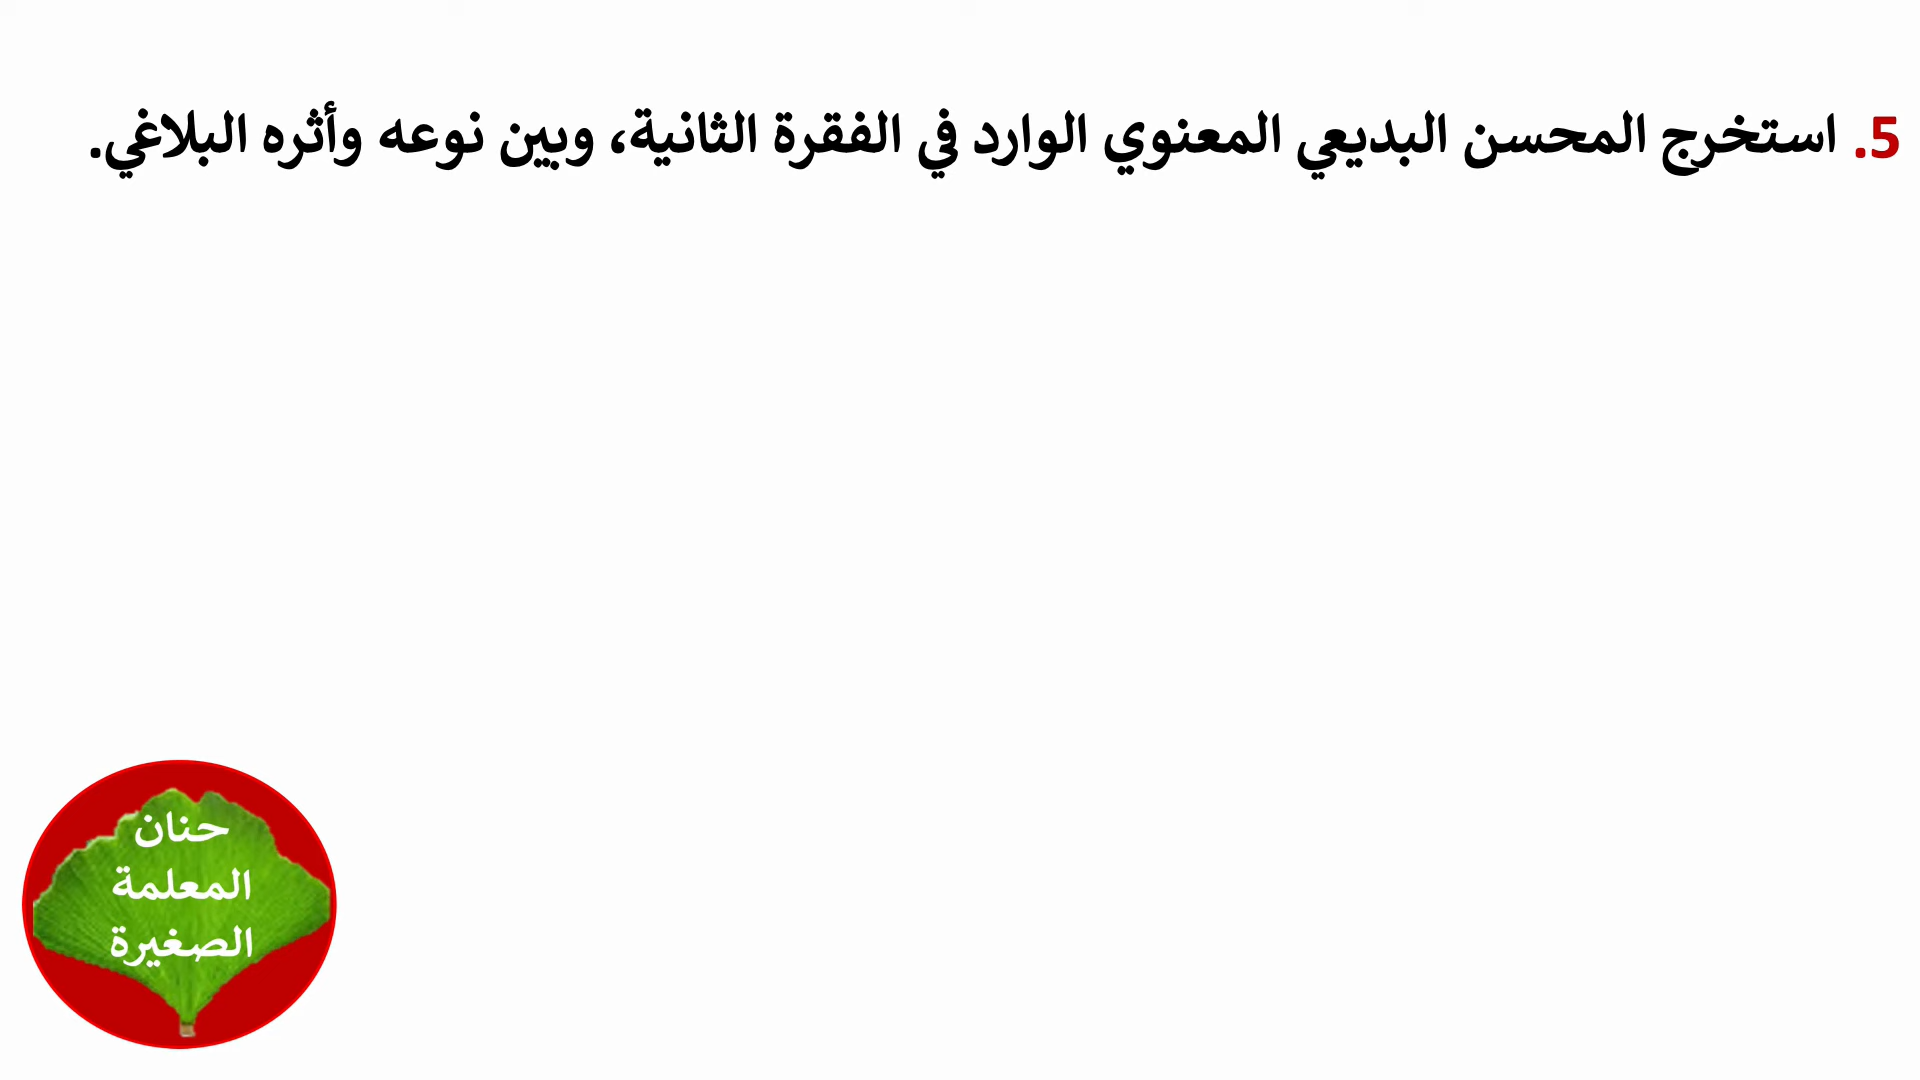 5. استخرج المحسن البديعي المعنوي الوارد في الفقرة الثانية، وبين نوعه وأثره البلاغي.
حنان
المعلمة
الصغيرة